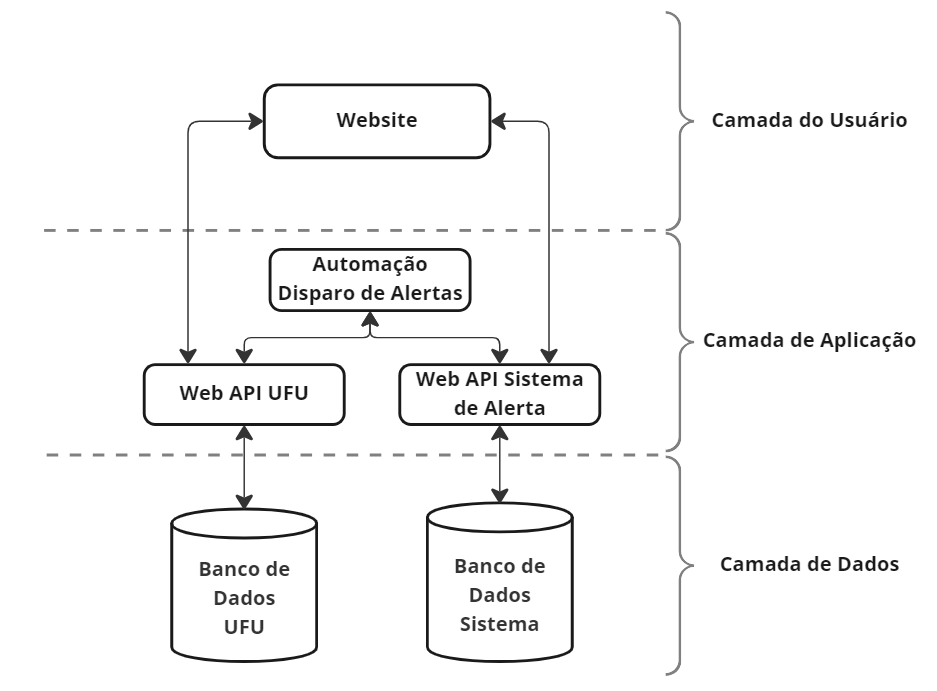 Website
Camada do Usuário
Automação
Disparo de Alertas
Camada de Aplicação
Web API UFU
Web API Sistema
de Alerta
Banco de
Dados
UFU
Banco de
Dados
Sistema
Camada de Dados